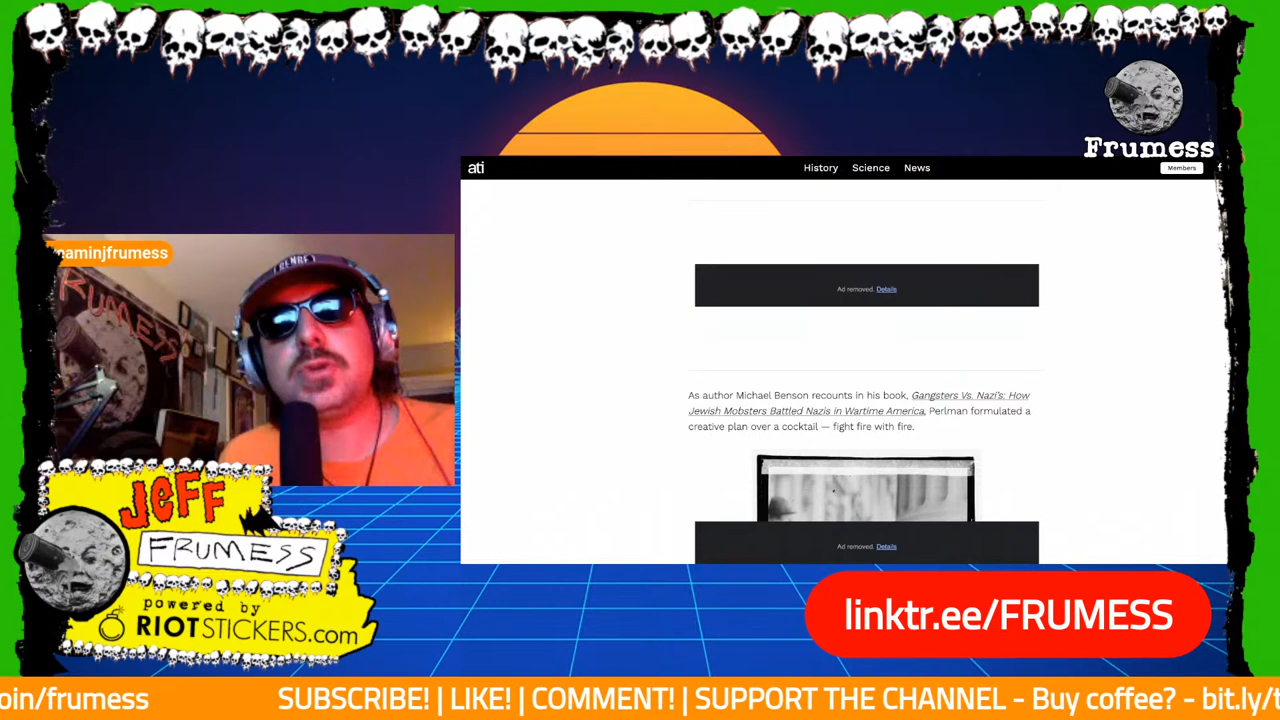 Frumess
ati
History Science News
Members
f
eaminjfrumess
FRUMESS
Ad removed. Details
As author Michael Benson recounts in his book, Gangsters Vs. Nazi's: How
Jewish Mobsters Battled Nazis in Wartime America, Perlman formulated a
creative plan over a cocktail — fight fire with fire.
Ad removed. Details
JEFF
FRUMESS
powered by
RIOTSTICKERS.com
linktr.ee/FRUMESS
oin/frumess SUBSCRIBE! | LIKE! | COMMENT! | SUPPORT THE CHANNEL - Buy coffee? - bit.ly/t